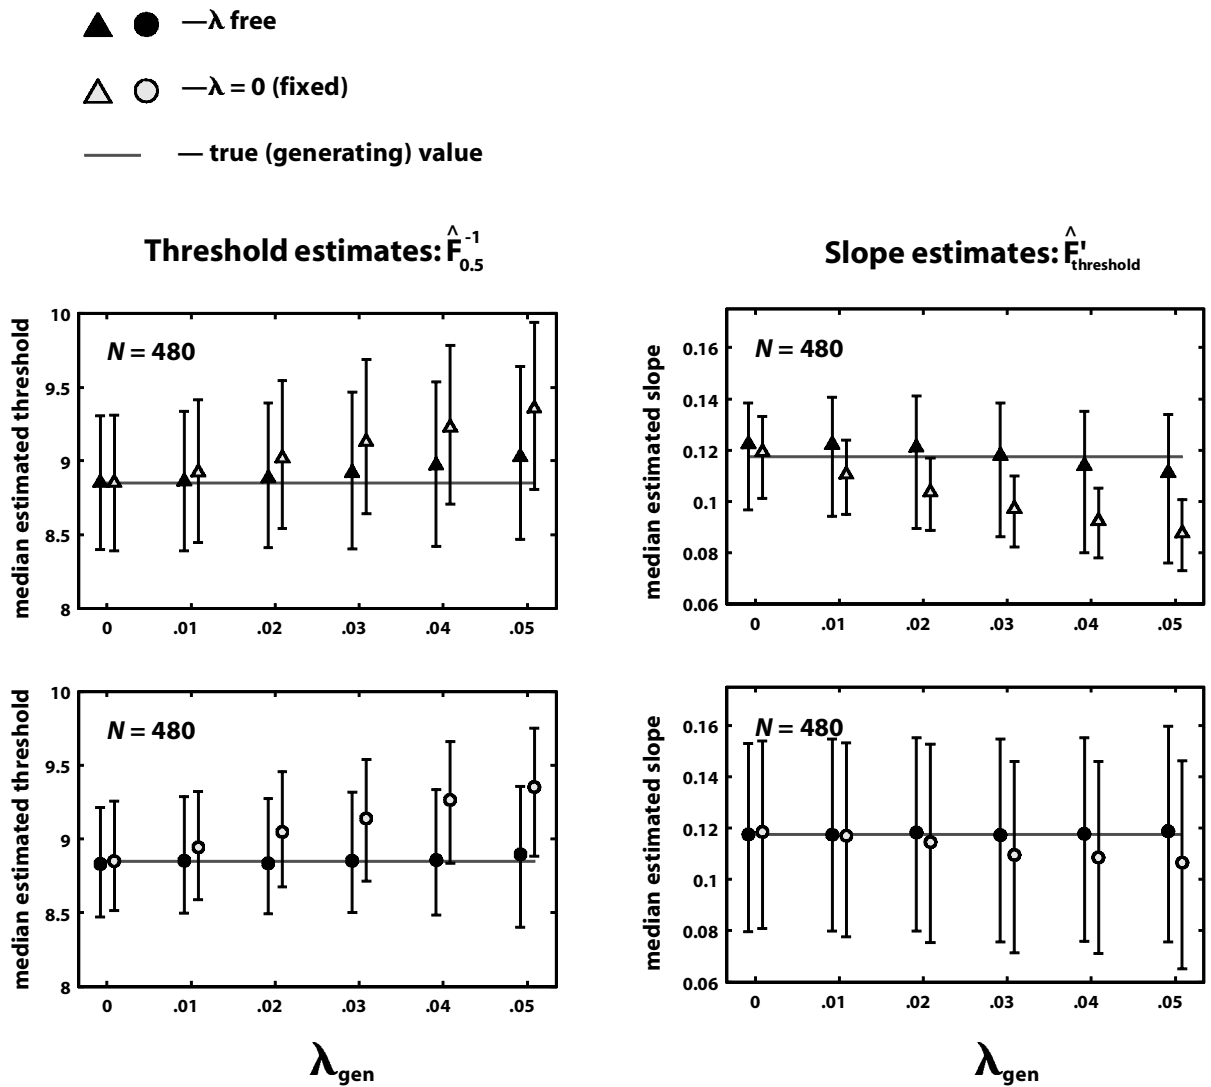 —λ free
—λ = 0 (fixed)
— true (generating) value
Threshold estimates: F̂⁻¹₀.₅
Slope estimates: F̂'threshold
median estimated threshold
10
9.5
9
8.5
8
N = 480
0 .01 .02 .03 .04 .05
median estimated slope
0.16
0.14
0.12
0.1
0.08
0.06
N = 480
0 .01 .02 .03 .04 .05
median estimated threshold
10
9.5
9
8.5
8
N = 480
0 .01 .02 .03 .04 .05
λgen
median estimated slope
0.16
0.14
0.12
0.1
0.08
0.06
N = 480
0 .01 .02 .03 .04 .05
λgen